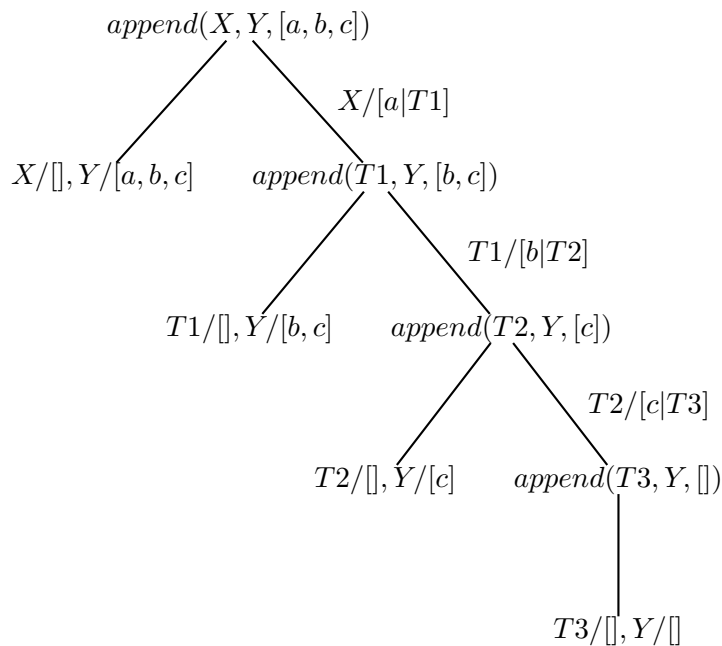 append(X, Y, [a, b, c])
X/[a|T1]
X/[], Y/[a, b, c]
append(T1, Y, [b, c])
T1/[b|T2]
T1/[], Y/[b, c]
append(T2, Y, [c])
T2/[c|T3]
T2/[], Y/[c]
append(T3, Y, [])
T3/[], Y/[]